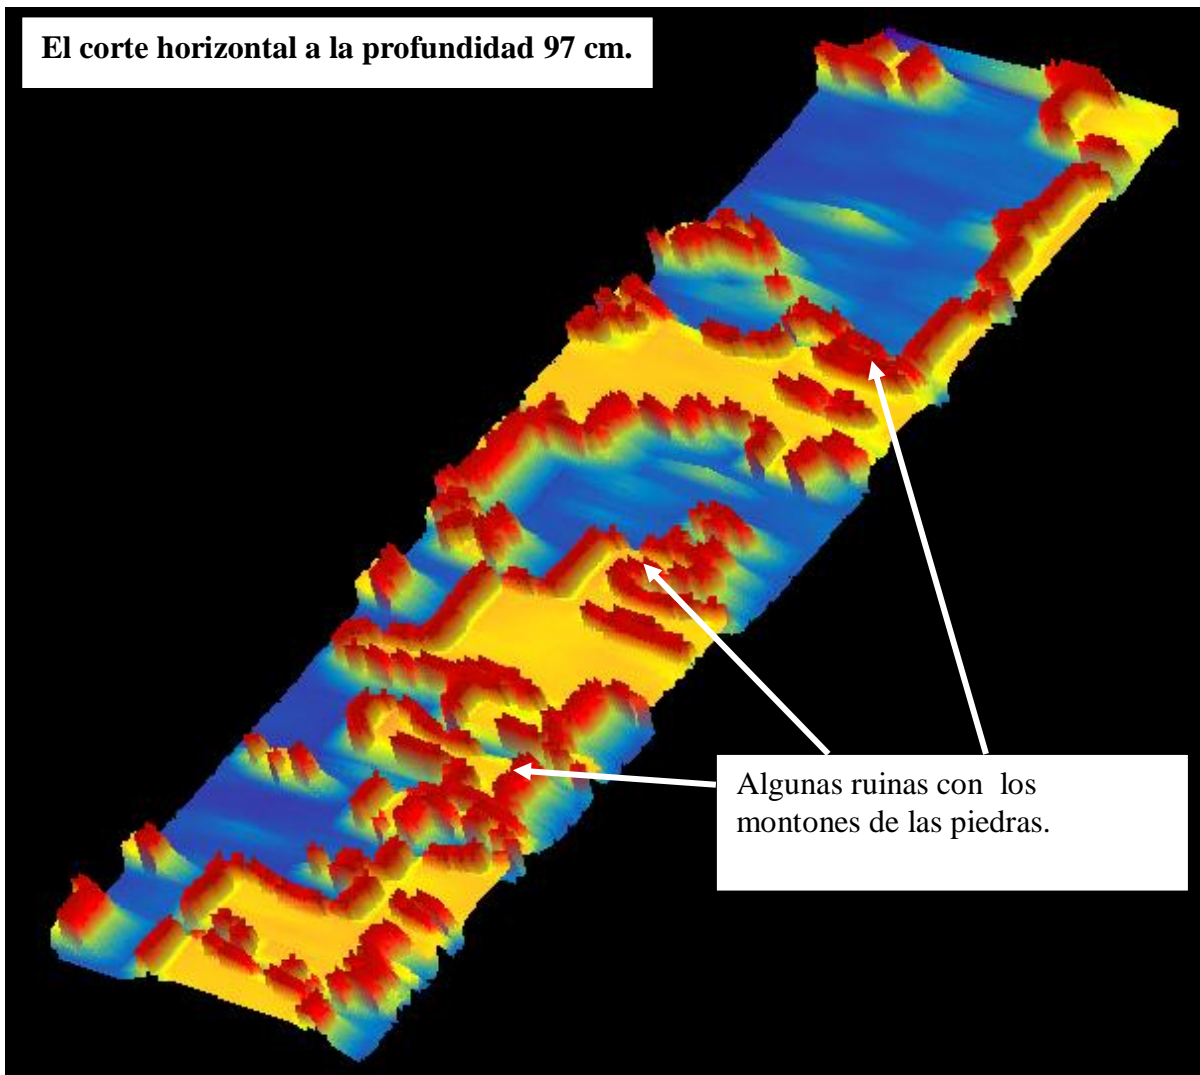 El corte horizontal a la profundidad 97 cm.
Algunas ruinas con los
montones de las piedras.